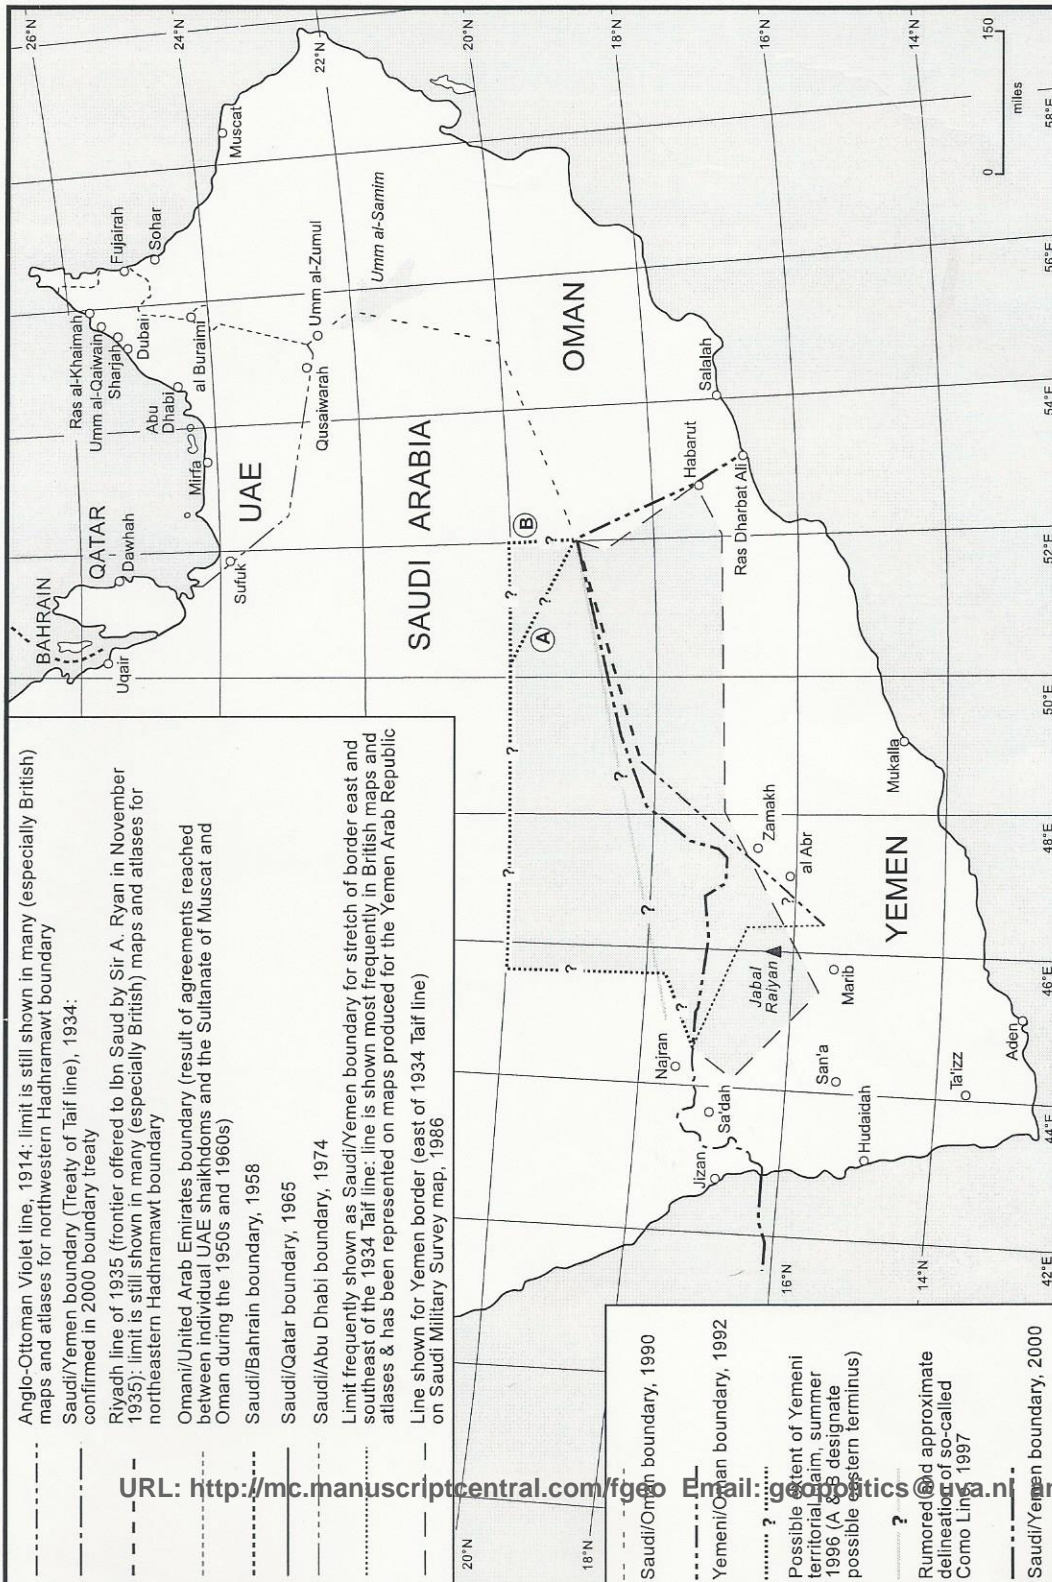 Anglo-Ottoman Violet line, 1914: limit is still shown in many (especially British)
maps and atlases for northwestern Hadhramawt boundary
Saudi/Yemen boundary (Treaty of Taif line), 1934:
confirmed in 2000 boundary treaty
Riyadh line of 1935 (frontier offered to Ibn Saud by Sir A. Ryan in November
1935): limit is still shown in many (especially British) maps and atlases for
northeastern Hadhramawt boundary
Omani/United Arab Emirates boundary (result of agreements reached
between individual UAE shaikhdoms and the Sultanate of Muscat and
Oman during the 1950s and 1960s)
Saudi/Bahrain boundary, 1958
Saudi/Qatar boundary, 1965
Saudi/Abu Dhabi boundary, 1974
Limit frequently shown as Saudi/Yemen boundary for stretch of border east and
southeast of the 1934 Taif line: line is shown most frequently in British maps and
atlases & has been represented on maps produced for the Yemen Arab Republic
Line shown for Yemen border (east of 1934 Taif line)
on Saudi Military Survey map, 1986
Saudi/Oman boundary, 1990
Yemeni/Oman boundary, 1992
?
Possible extent of Yemeni
territorial claim, summer
1996 (A & B designate
possible eastern terminus)
?
Rumored and approximate
delineation of so-called
Como Line, 1997
Saudi/Yemen boundary, 2000
26°N
24°N
22°N
20°N
18°N
16°N
14°N
BAHRAIN
QATAR
Dawhah
Uqair
Sufuk
UAE
Mirfa
Abu
Dhabi
Ras al-Khaimah
Umm al-Qaiwain
Sharjah
Dubai
al Buraimi
Fujairah
Sohar
Muscat
Qusaiwarah
Umm al-Zumul
Umm al-Samim
SAUDI ARABIA
OMAN
B
A
?
?
?
?
?
?
?
?
?
?
?
Habarut
Salalah
Ras Dharbat Ali
Najran
Jizan
Sa'dah
San'a
Hudaidah
Ta'izz
Aden
Marib
Jabal
Raiyan
Zamakh
al Abr
YEMEN
Mukalla
0
150
miles
20°N
18°N
16°N
14°N
42°E
44°E
46°E
48°E
50°E
52°E
54°E
56°E
58°E
URL: http://mc.manuscriptcentral.com/fgeo Email: geopolitics@uva.nl an